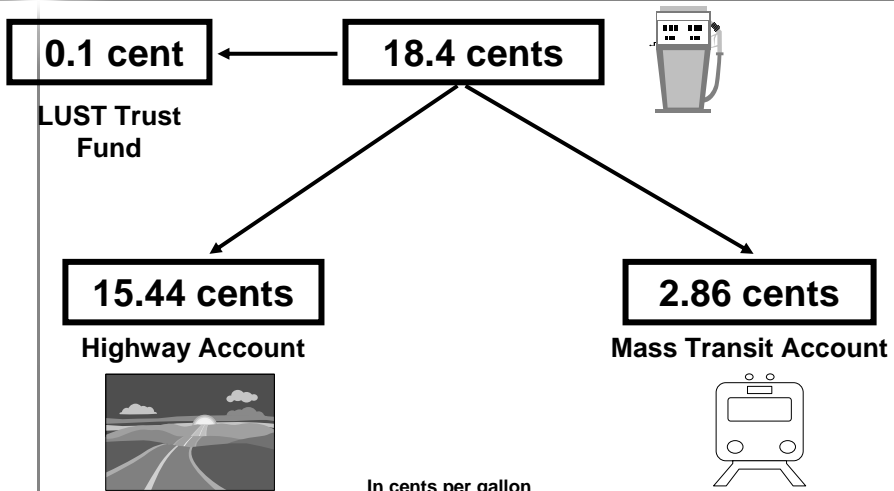 0.1 cent
18.4 cents
LUST Trust
Fund
15.44 cents
2.86 cents
Highway Account
Mass Transit Account
In cents per gallon